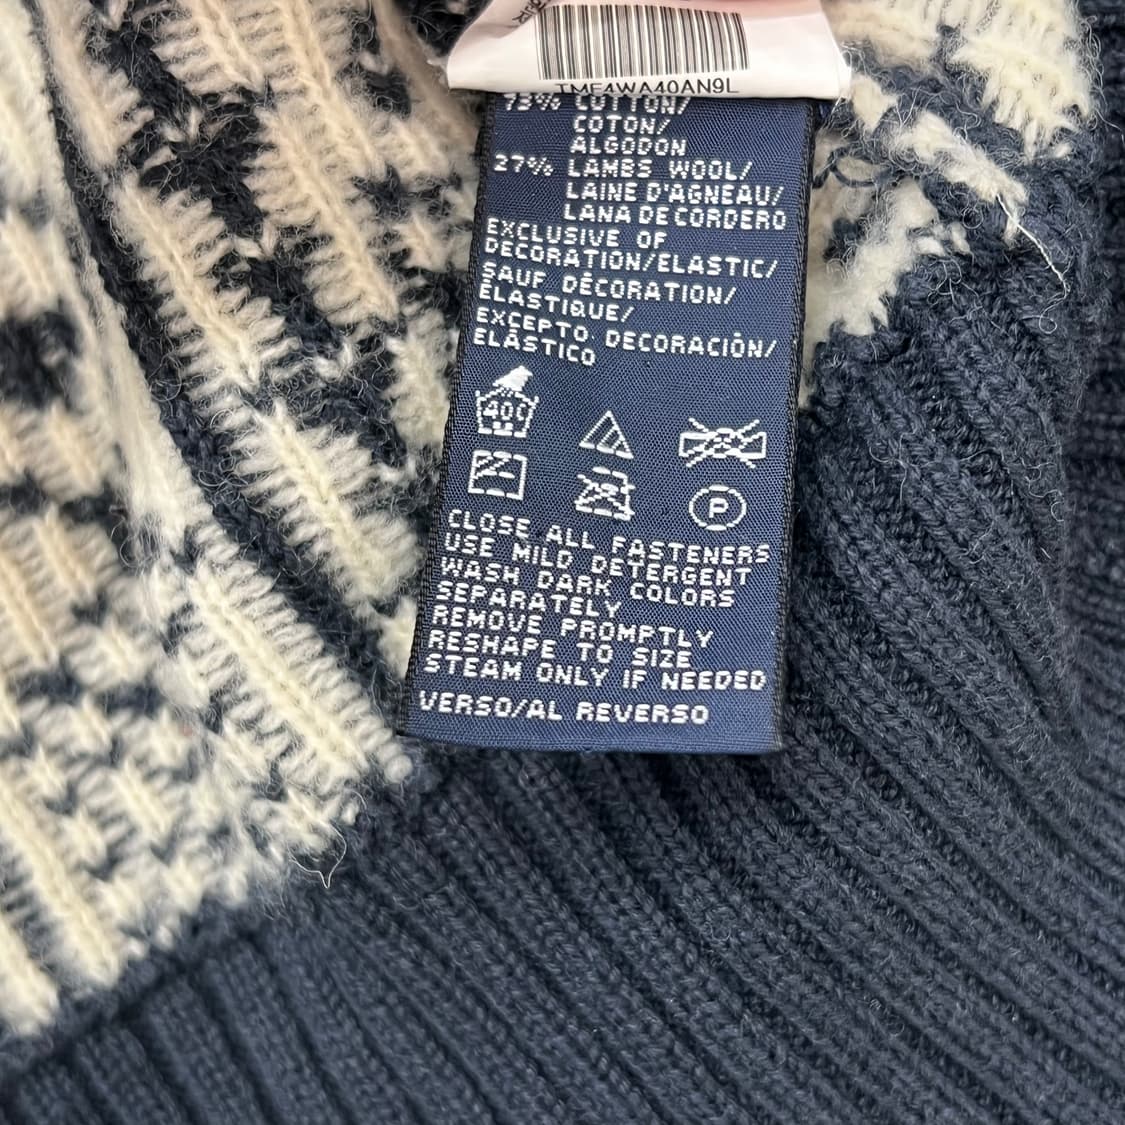 TME4WA40AN9L
73% COTTON/
COTON/
ALGODON
27% LAMBS WOOL/
LAINE D'AGNEAU/
LANA DE CORDERO
EXCLUSIVE OF
DECORATION/ELASTIC/
SAUF DÉCORATION/
ÉLASTIQUE/
EXCEPTO DECORACIÓN/
ELÁSTICO
40C
P
CLOSE ALL FASTENERS
USE MILD DETERGENT
WASH DARK COLORS
SEPARATELY
REMOVE PROMPTLY
RESHAPE TO SIZE
STEAM ONLY IF NEEDED
VERSO/AL REVERSO